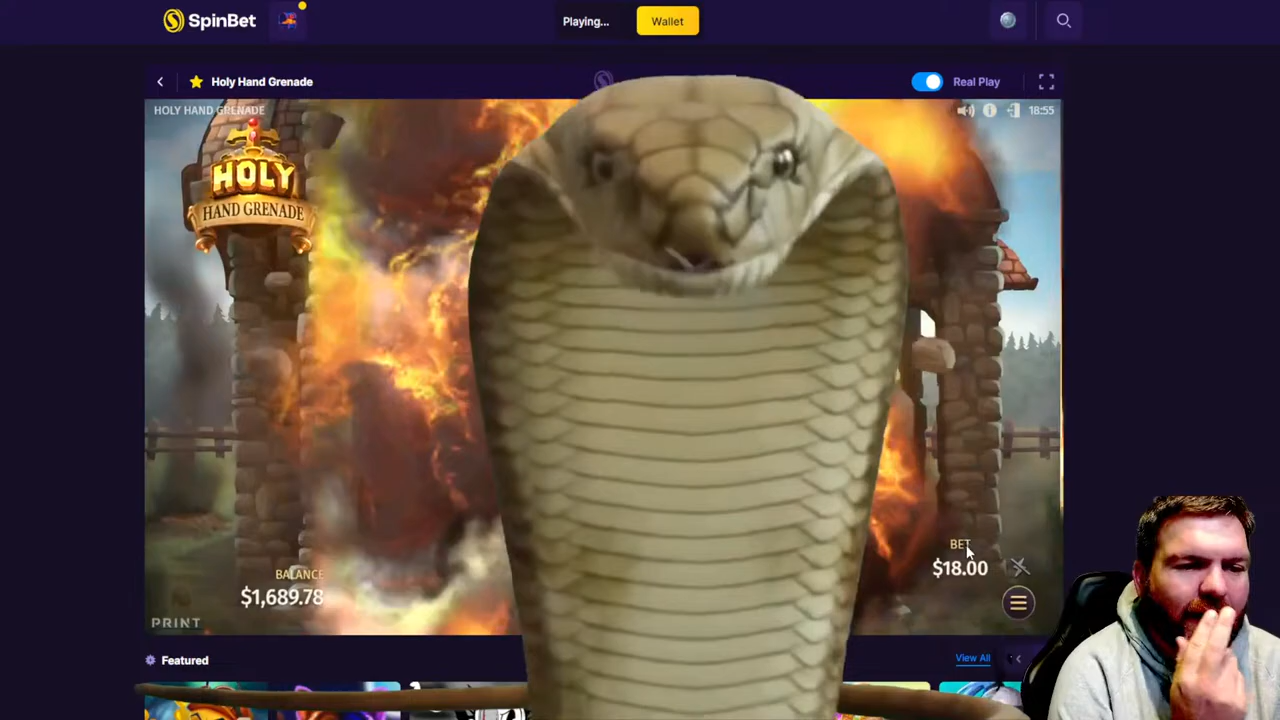 SpinBet
Playing...
Wallet
Holy Hand Grenade
Real Play
HOLY HAND GRENADE
18:55
HOLY
HAND GRENADE
BET
$18.00
BALANCE
$1,689.78
PRINT
Featured
View All